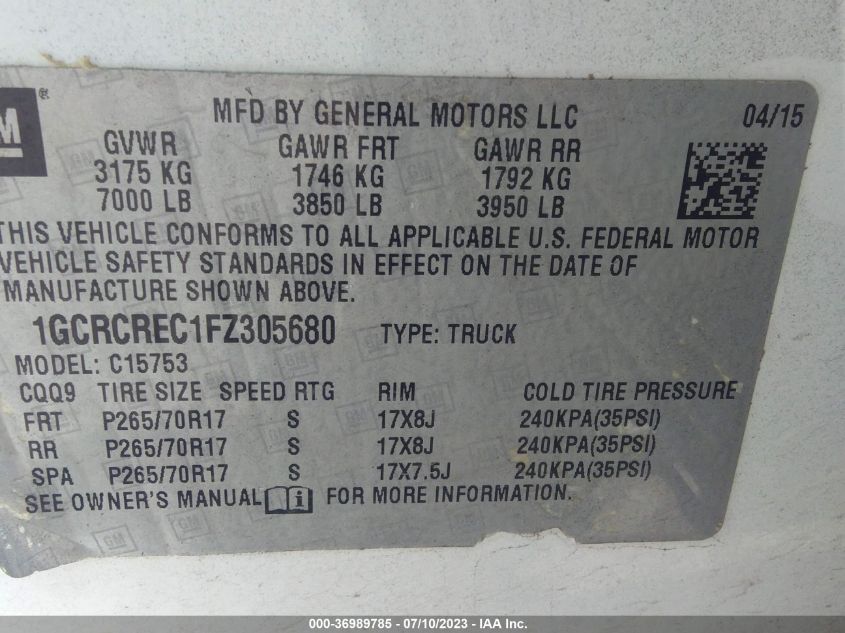 GM ®
MFD BY GENERAL MOTORS LLC 04/15
GVWR GAWR FRT GAWR RR
3175 KG 1746 KG 1792 KG
7000 LB 3850 LB 3950 LB
THIS VEHICLE CONFORMS TO ALL APPLICABLE U.S. FEDERAL MOTOR
VEHICLE SAFETY STANDARDS IN EFFECT ON THE DATE OF
MANUFACTURE SHOWN ABOVE.
1GCRCREC1FZ305680 TYPE: TRUCK
MODEL: C15753
CQQ9 TIRE SIZE SPEED RTG RIM COLD TIRE PRESSURE
FRT P265/70R17 S 17X8J 240KPA(35PSI)
RR P265/70R17 S 17X8J 240KPA(35PSI)
SPA P265/70R17 S 17X7.5J 240KPA(35PSI)
SEE OWNER'S MANUAL i FOR MORE INFORMATION.
000-36989785 - 07/10/2023 - IAA Inc.